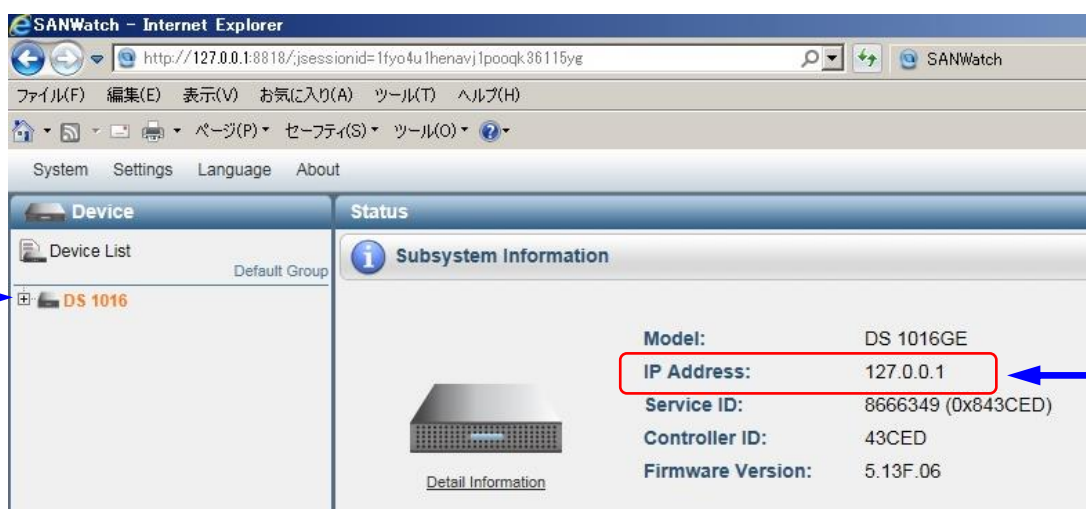 SANWatch - Internet Explorer
http://127.0.0.1:8818/;jsessionid=1fyo4u1henavj1pooqk36115yg
SANWatch
ファイル(F) 編集(E) 表示(V) お気に入り(A) ツール(T) ヘルプ(H)
ページ(P) セーフティ(S) ツール(O)
System Settings Language About
Device
Status
Device List
Default Group
DS 1016
Subsystem Information
Model: DS 1016GE
IP Address: 127.0.0.1
Service ID: 8666349 (0x843CED)
Controller ID: 43CED
Firmware Version: 5.13F.06
Detail Information